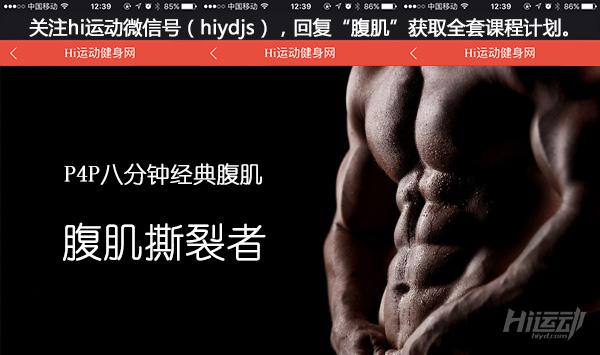 中国移动 12:39 85% 中国移动 12:39 86% 中国移动 12:39 86%
关注hi运动微信号（hiydjs），回复“腹肌”获取全套课程计划。
Hi运动健身网 Hi运动健身网 Hi运动健身网
P4P八分钟经典腹肌
腹肌撕裂者
Hi运动
hiyd.com